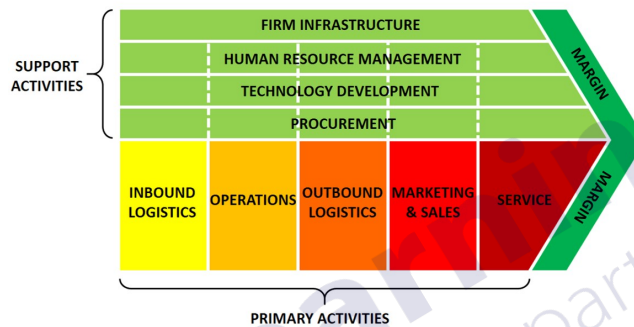 FIRM INFRASTRUCTURE
HUMAN RESOURCE MANAGEMENT
SUPPORT
ACTIVITIES
TECHNOLOGY DEVELOPMENT
PROCUREMENT
MARGIN
INBOUND
LOGISTICS
OPERATIONS
OUTBOUND
LOGISTICS
MARKETING
& SALES
SERVICE
MARGIN
PRIMARY ACTIVITIES